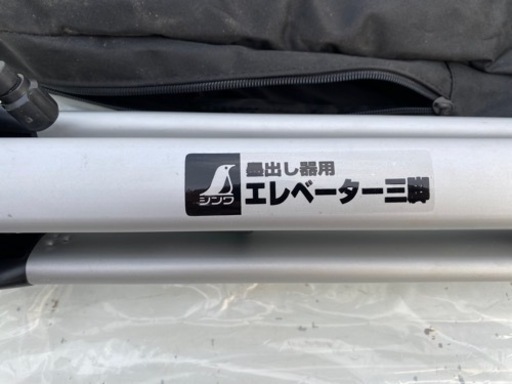 シンワ
墨出し器用
エレベーター三脚